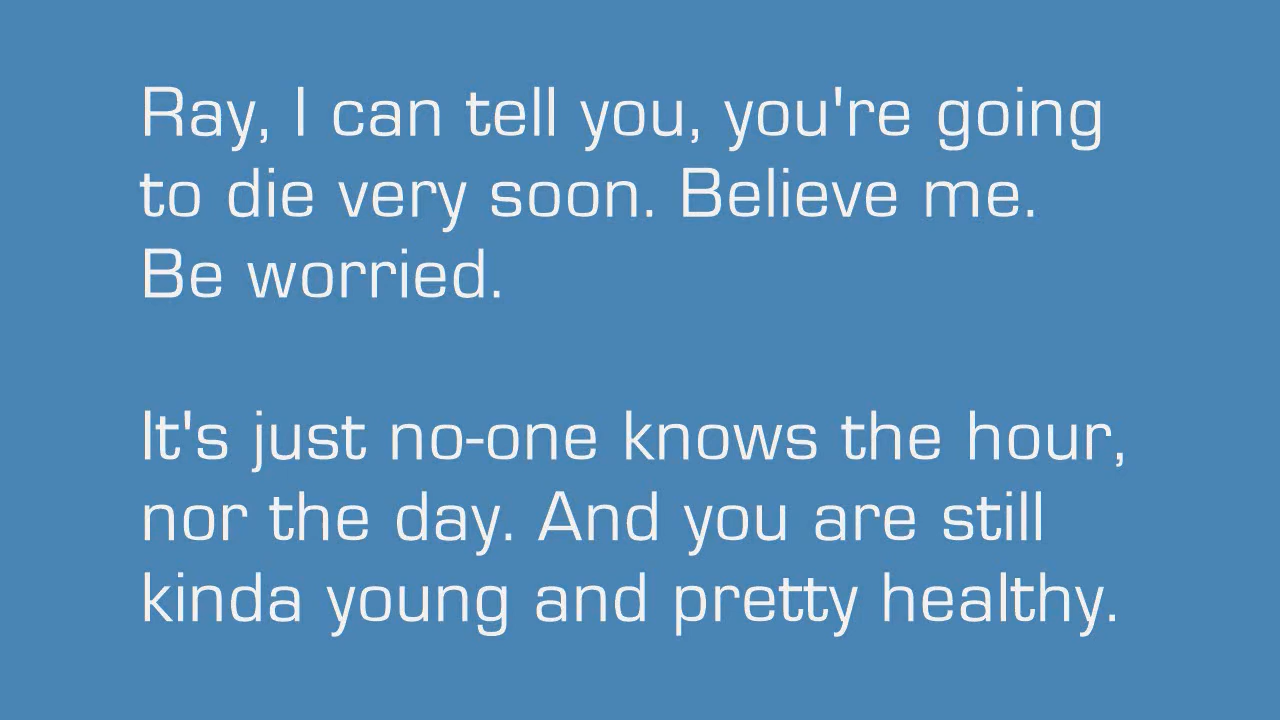 Ray, I can tell you, you're going
to die very soon. Believe me.
Be worried.
It's just no-one knows the hour,
nor the day. And you are still
kinda young and pretty healthy.